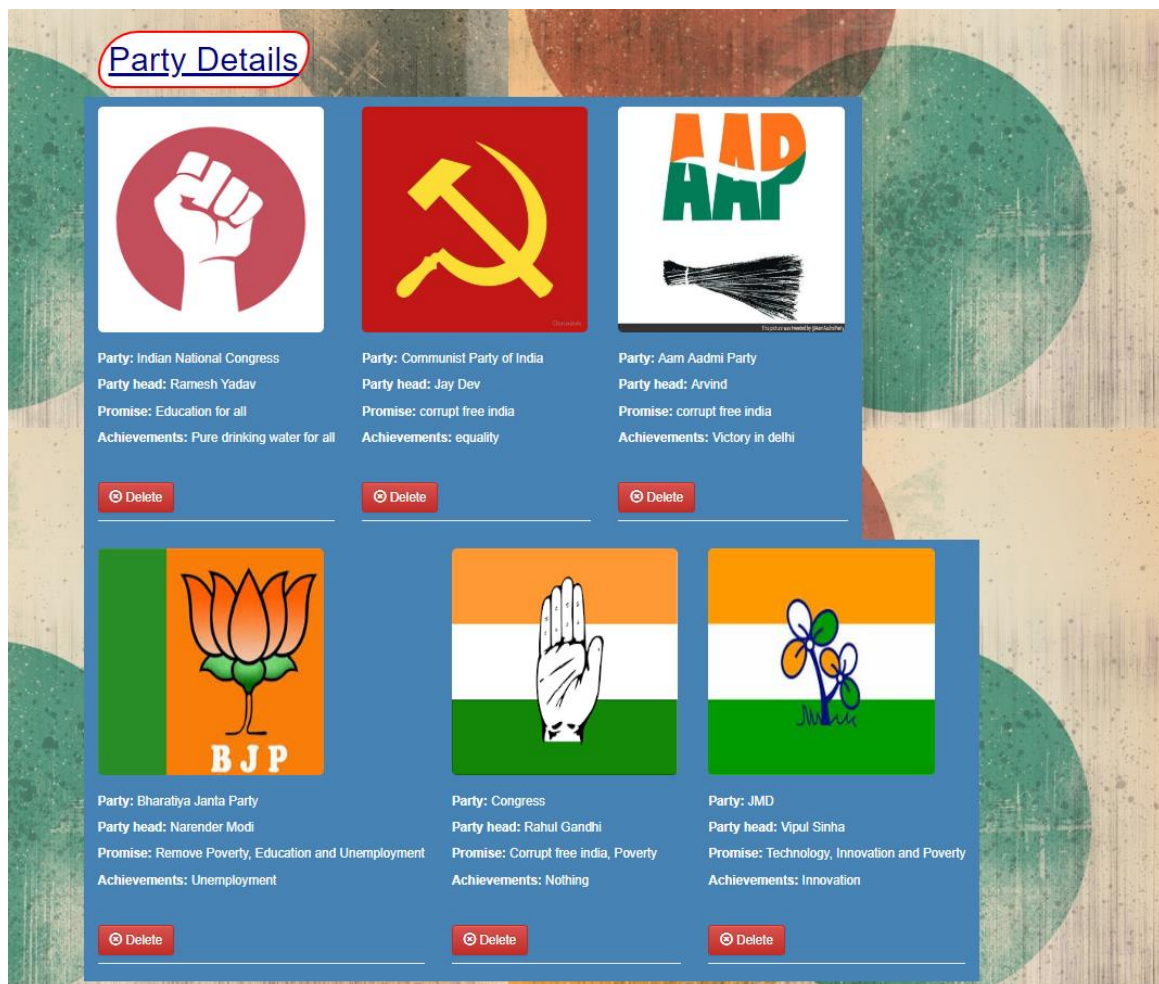 Party Details
AAP
Party: Indian National Congress
Party head: Ramesh Yadav
Promise: Education for all
Achievements: Pure drinking water for all
Delete
Party: Communist Party of India
Party head: Jay Dev
Promise: corrupt free india
Achievements: equality
Delete
Party: Aam Aadmi Party
Party head: Arvind
Promise: corrupt free india
Achievements: Victory in delhi
Delete
BJP
Party: Bharatiya Janta Party
Party head: Narender Modi
Promise: Remove Poverty, Education and Unemployment
Achievements: Unemployment
Delete
Party: Congress
Party head: Rahul Gandhi
Promise: Corrupt free india, Poverty
Achievements: Nothing
Delete
Party: JMD
Party head: Vipul Sinha
Promise: Technology, Innovation and Poverty
Achievements: Innovation
Delete